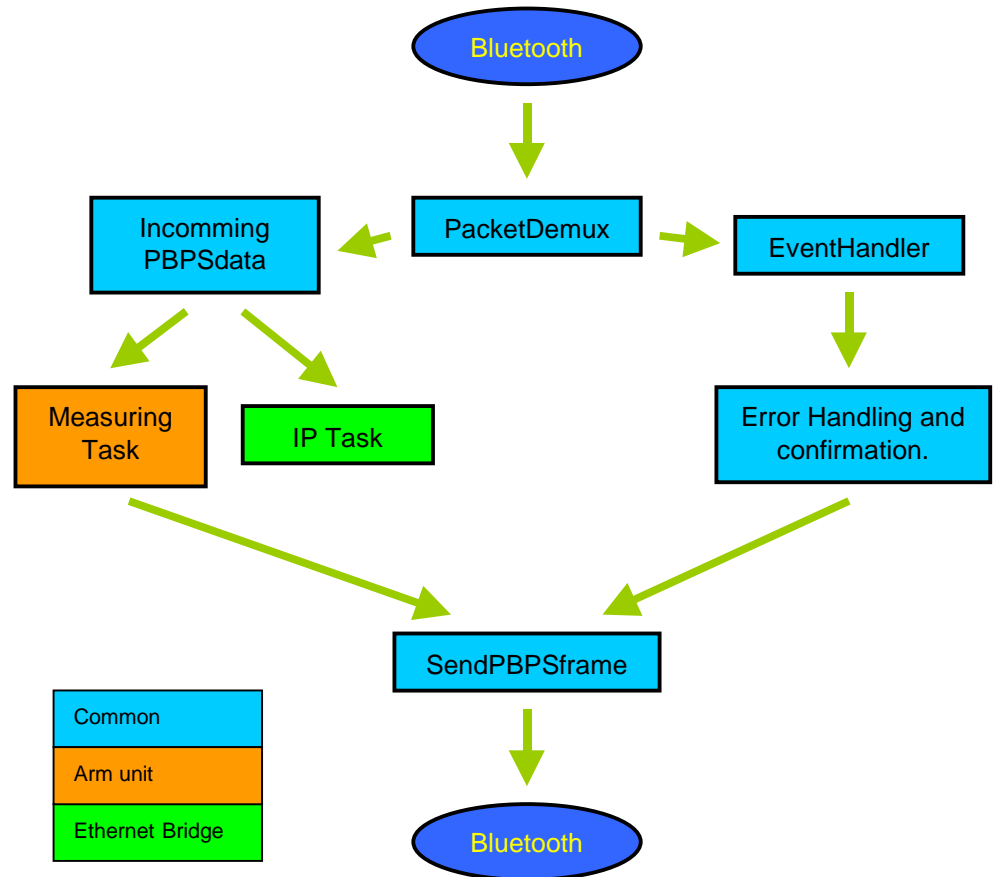 Bluetooth
PacketDemux
Incomming
PBPSdata
EventHandler
Measuring
Task
IP Task
Error Handling and
confirmation.
SendPBPSframe
Common
Arm unit
Ethernet Bridge
Bluetooth